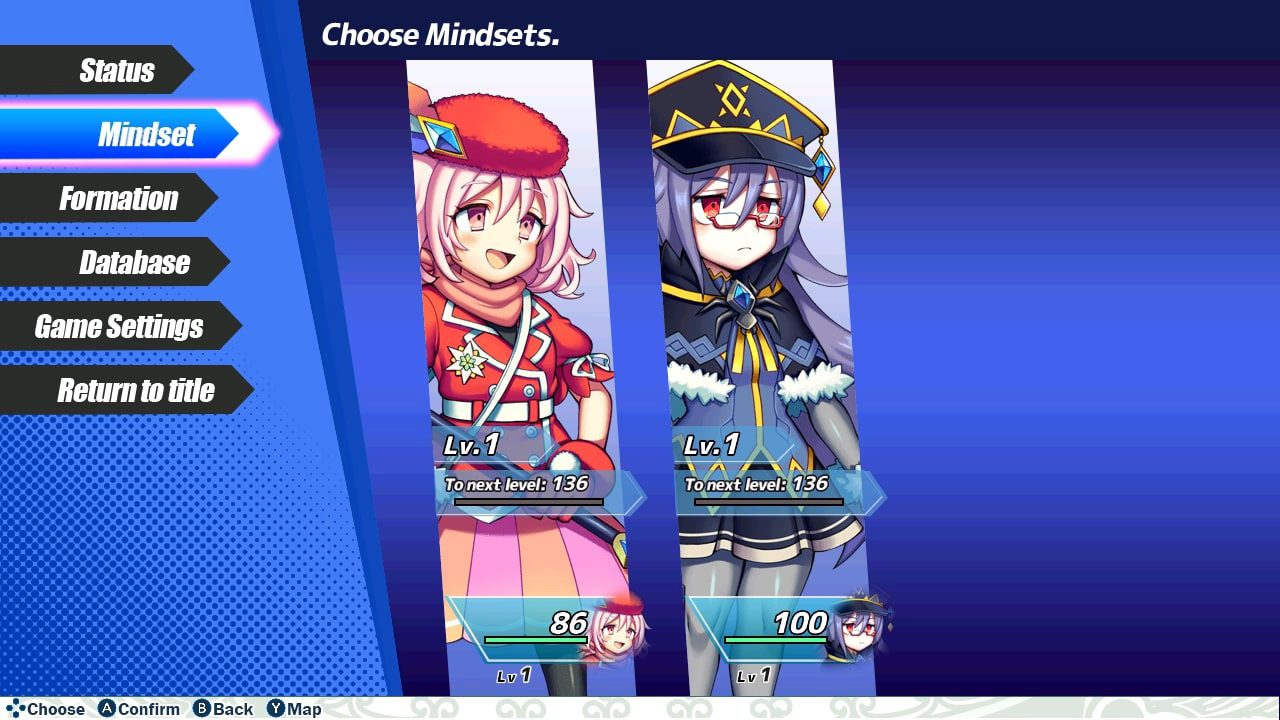 Choose Mindsets.
Status
Mindset
Formation
Database
Game Settings
Return to title
Lv.1
To next level: 136
86
Lv 1
Lv.1
To next level: 136
100
Lv 1
Choose A Confirm B Back Y Map